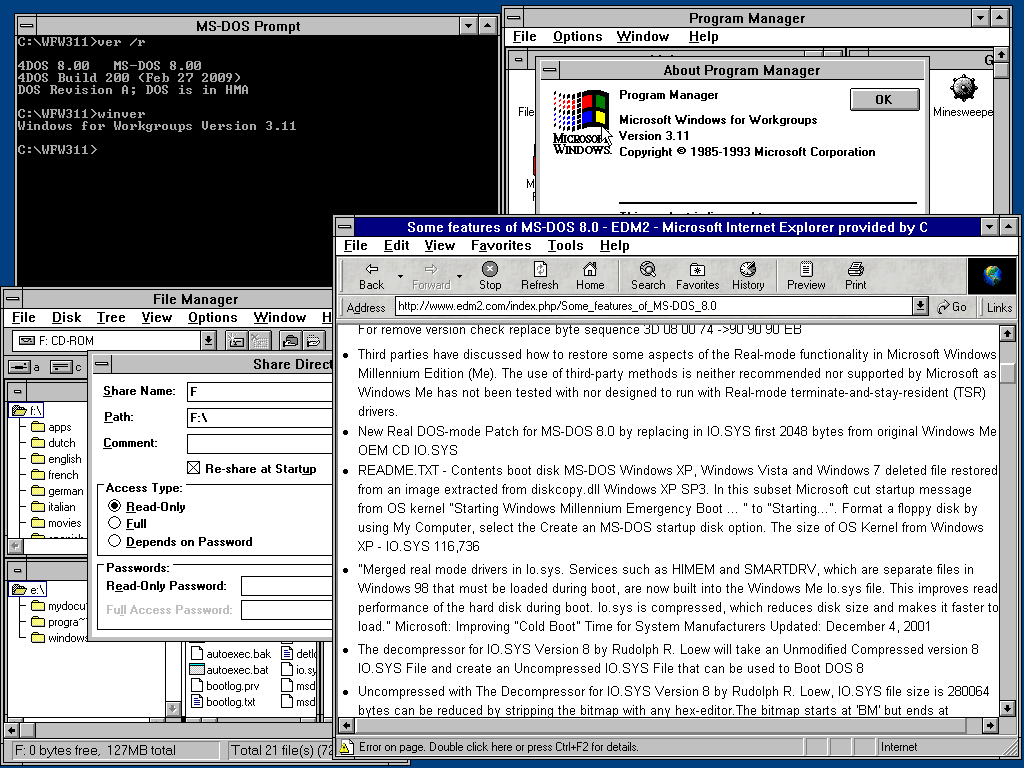 MS-DOS Prompt
C:\WFW311>ver /r
4DOS 8.00   MS-DOS 8.00
4DOS Build 200 (Feb 27 2009)
DOS Revision A; DOS is in HMA
C:\WFW311>winver
Windows for Workgroups Version 3.11
C:\WFW311>
Program Manager
File Options Window Help
About Program Manager
Program Manager
OK
Microsoft Windows for Workgroups
Version 3.11
Copyright © 1985-1993 Microsoft Corporation
MICROSOFT
WINDOWS.
File
M
G
Minesweepe
Some features of MS-DOS 8.0 - EDM2 - Microsoft Internet Explorer provided by C
File Edit View Favorites Tools Help
Back Forward Stop Refresh Home Search Favorites History Preview Print
Address http://www.edm2.com/index.php/Some_features_of_MS-DOS_8.0 Go Links
For remove version check replace byte sequence 3D 08 00 74 ->90 90 90 EB
Third parties have discussed how to restore some aspects of the Real-mode functionality in Microsoft Windows
Millennium Edition (Me). The use of third-party methods is neither recommended nor supported by Microsoft as
Windows Me has not been tested with nor designed to run with Real-mode terminate-and-stay-resident (TSR)
drivers.
New Real DOS-mode Patch for MS-DOS 8.0 by replacing in IO.SYS first 2048 bytes from original Windows Me
OEM CD IO.SYS
README.TXT - Contents boot disk MS-DOS Windows XP, Windows Vista and Windows 7 deleted file restored
from an image extracted from diskcopy.dll Windows XP SP3. In this subset Microsoft cut startup message
from OS kernel "Starting Windows Millennium Emergency Boot ... " to "Starting...". Format a floppy disk by
using My Computer, select the Create an MS-DOS startup disk option. The size of OS Kernel from Windows
XP - IO.SYS 116,736
"Merged real mode drivers in Io.sys. Services such as HIMEM and SMARTDRV, which are separate files in
Windows 98 that must be loaded during boot, are now built into the Windows Me Io.sys file. This improves read
performance of the hard disk during boot. Io.sys is compressed, which reduces disk size and makes it faster to
load." Microsoft: Improving "Cold Boot" Time for System Manufacturers Updated: December 4, 2001
The decompressor for IO.SYS Version 8 by Rudolph R. Loew will take an Unmodified Compressed version 8
IO.SYS File and create an Uncompressed IO.SYS File that can be used to Boot DOS 8
Uncompressed with The Decompressor for IO.SYS Version 8 by Rudolph R. Loew, IO.SYS file size is 280064
bytes can be reduced by stripping the bitmap with any hex-editor.The bitmap starts at 'BM' but ends at
Error on page. Double click here or press Ctrl+F2 for details.
Internet
File Manager
File Disk Tree View Options Window H
F: CD-ROM
a c
f:\
apps
dutch
english
french
german
italian
movies
e:\
mydocu
progra~
windows
Share Direct
Share Name: F
Path: F:\
Comment:
Re-share at Startup
Access Type:
Read-Only
Full
Depends on Password
Passwords:
Read-Only Password:
Full Access Password:
autoexec.bak detlo
autoexec.bat io.sy
bootlog.prv msd
bootlog.txt msd
F: 0 bytes free, 127MB total
Total 21 file(s) (72